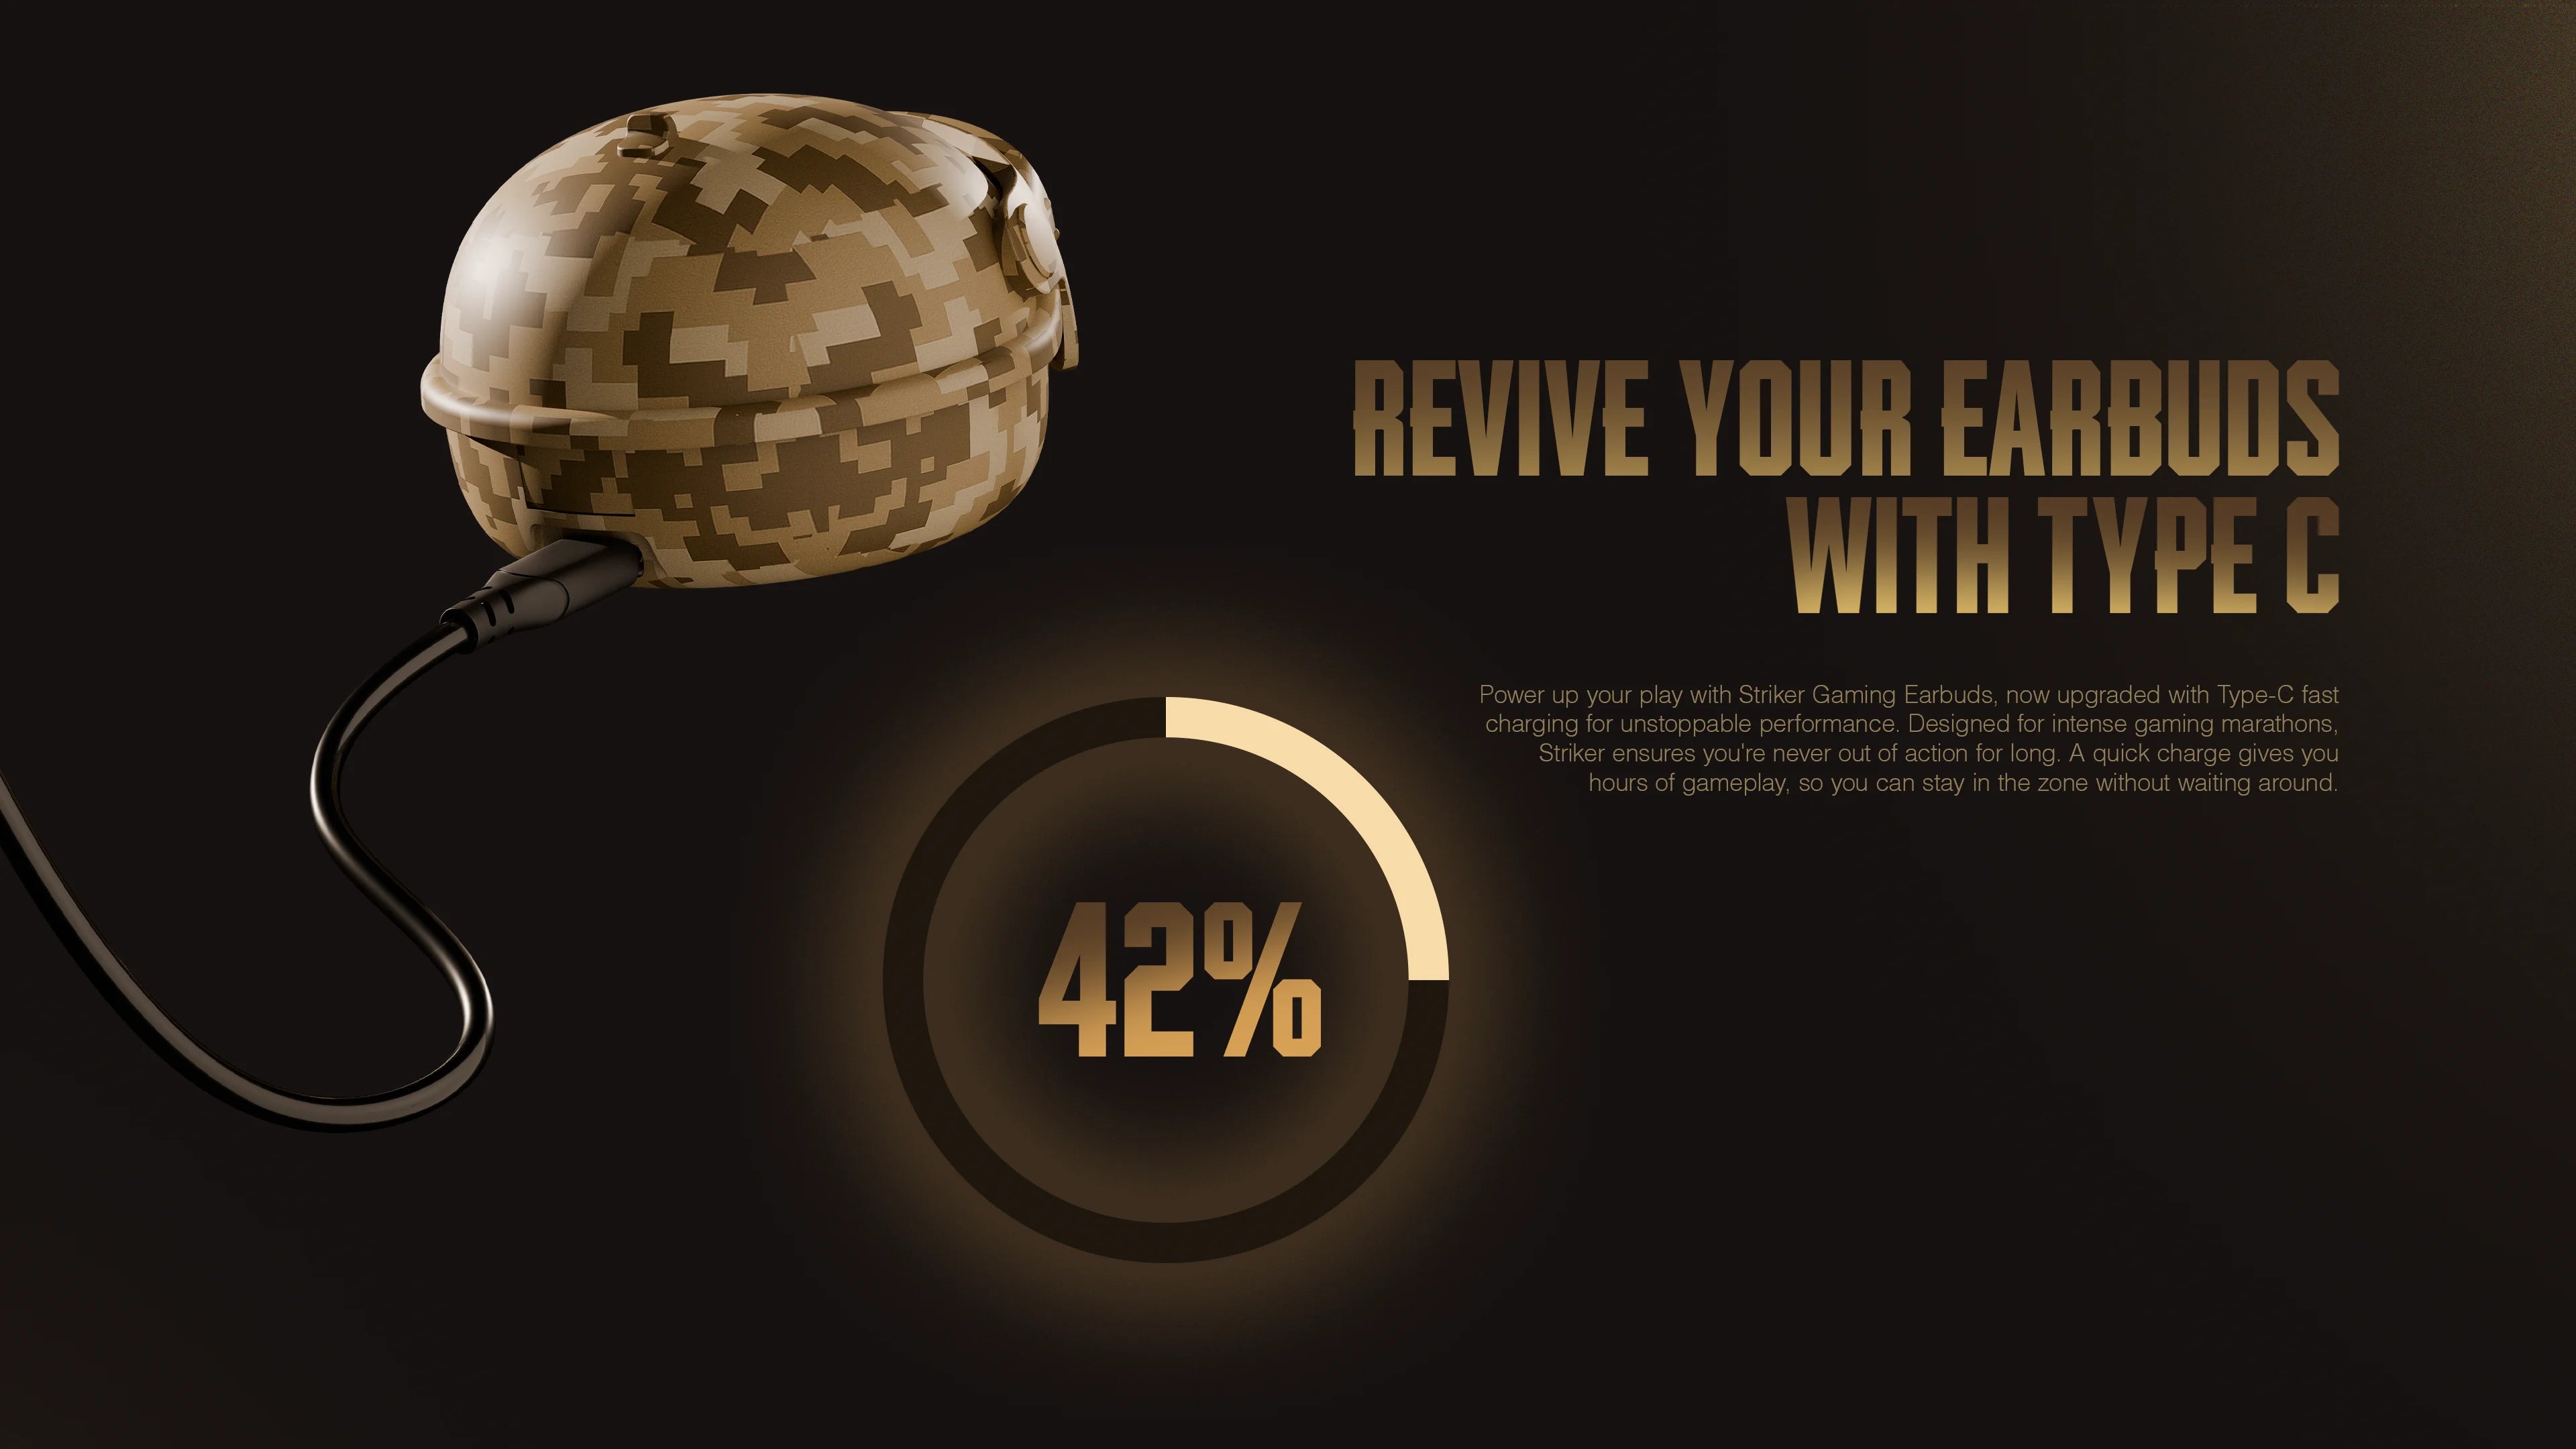 REVIVE YOUR EARBUDS
WITH TYPE C
Power up your play with Striker Gaming Earbuds, now upgraded with Type-C fast
charging for unstoppable performance. Designed for intense gaming marathons,
Striker ensures you're never out of action for long. A quick charge gives you
hours of gameplay, so you can stay in the zone without waiting around.
42%